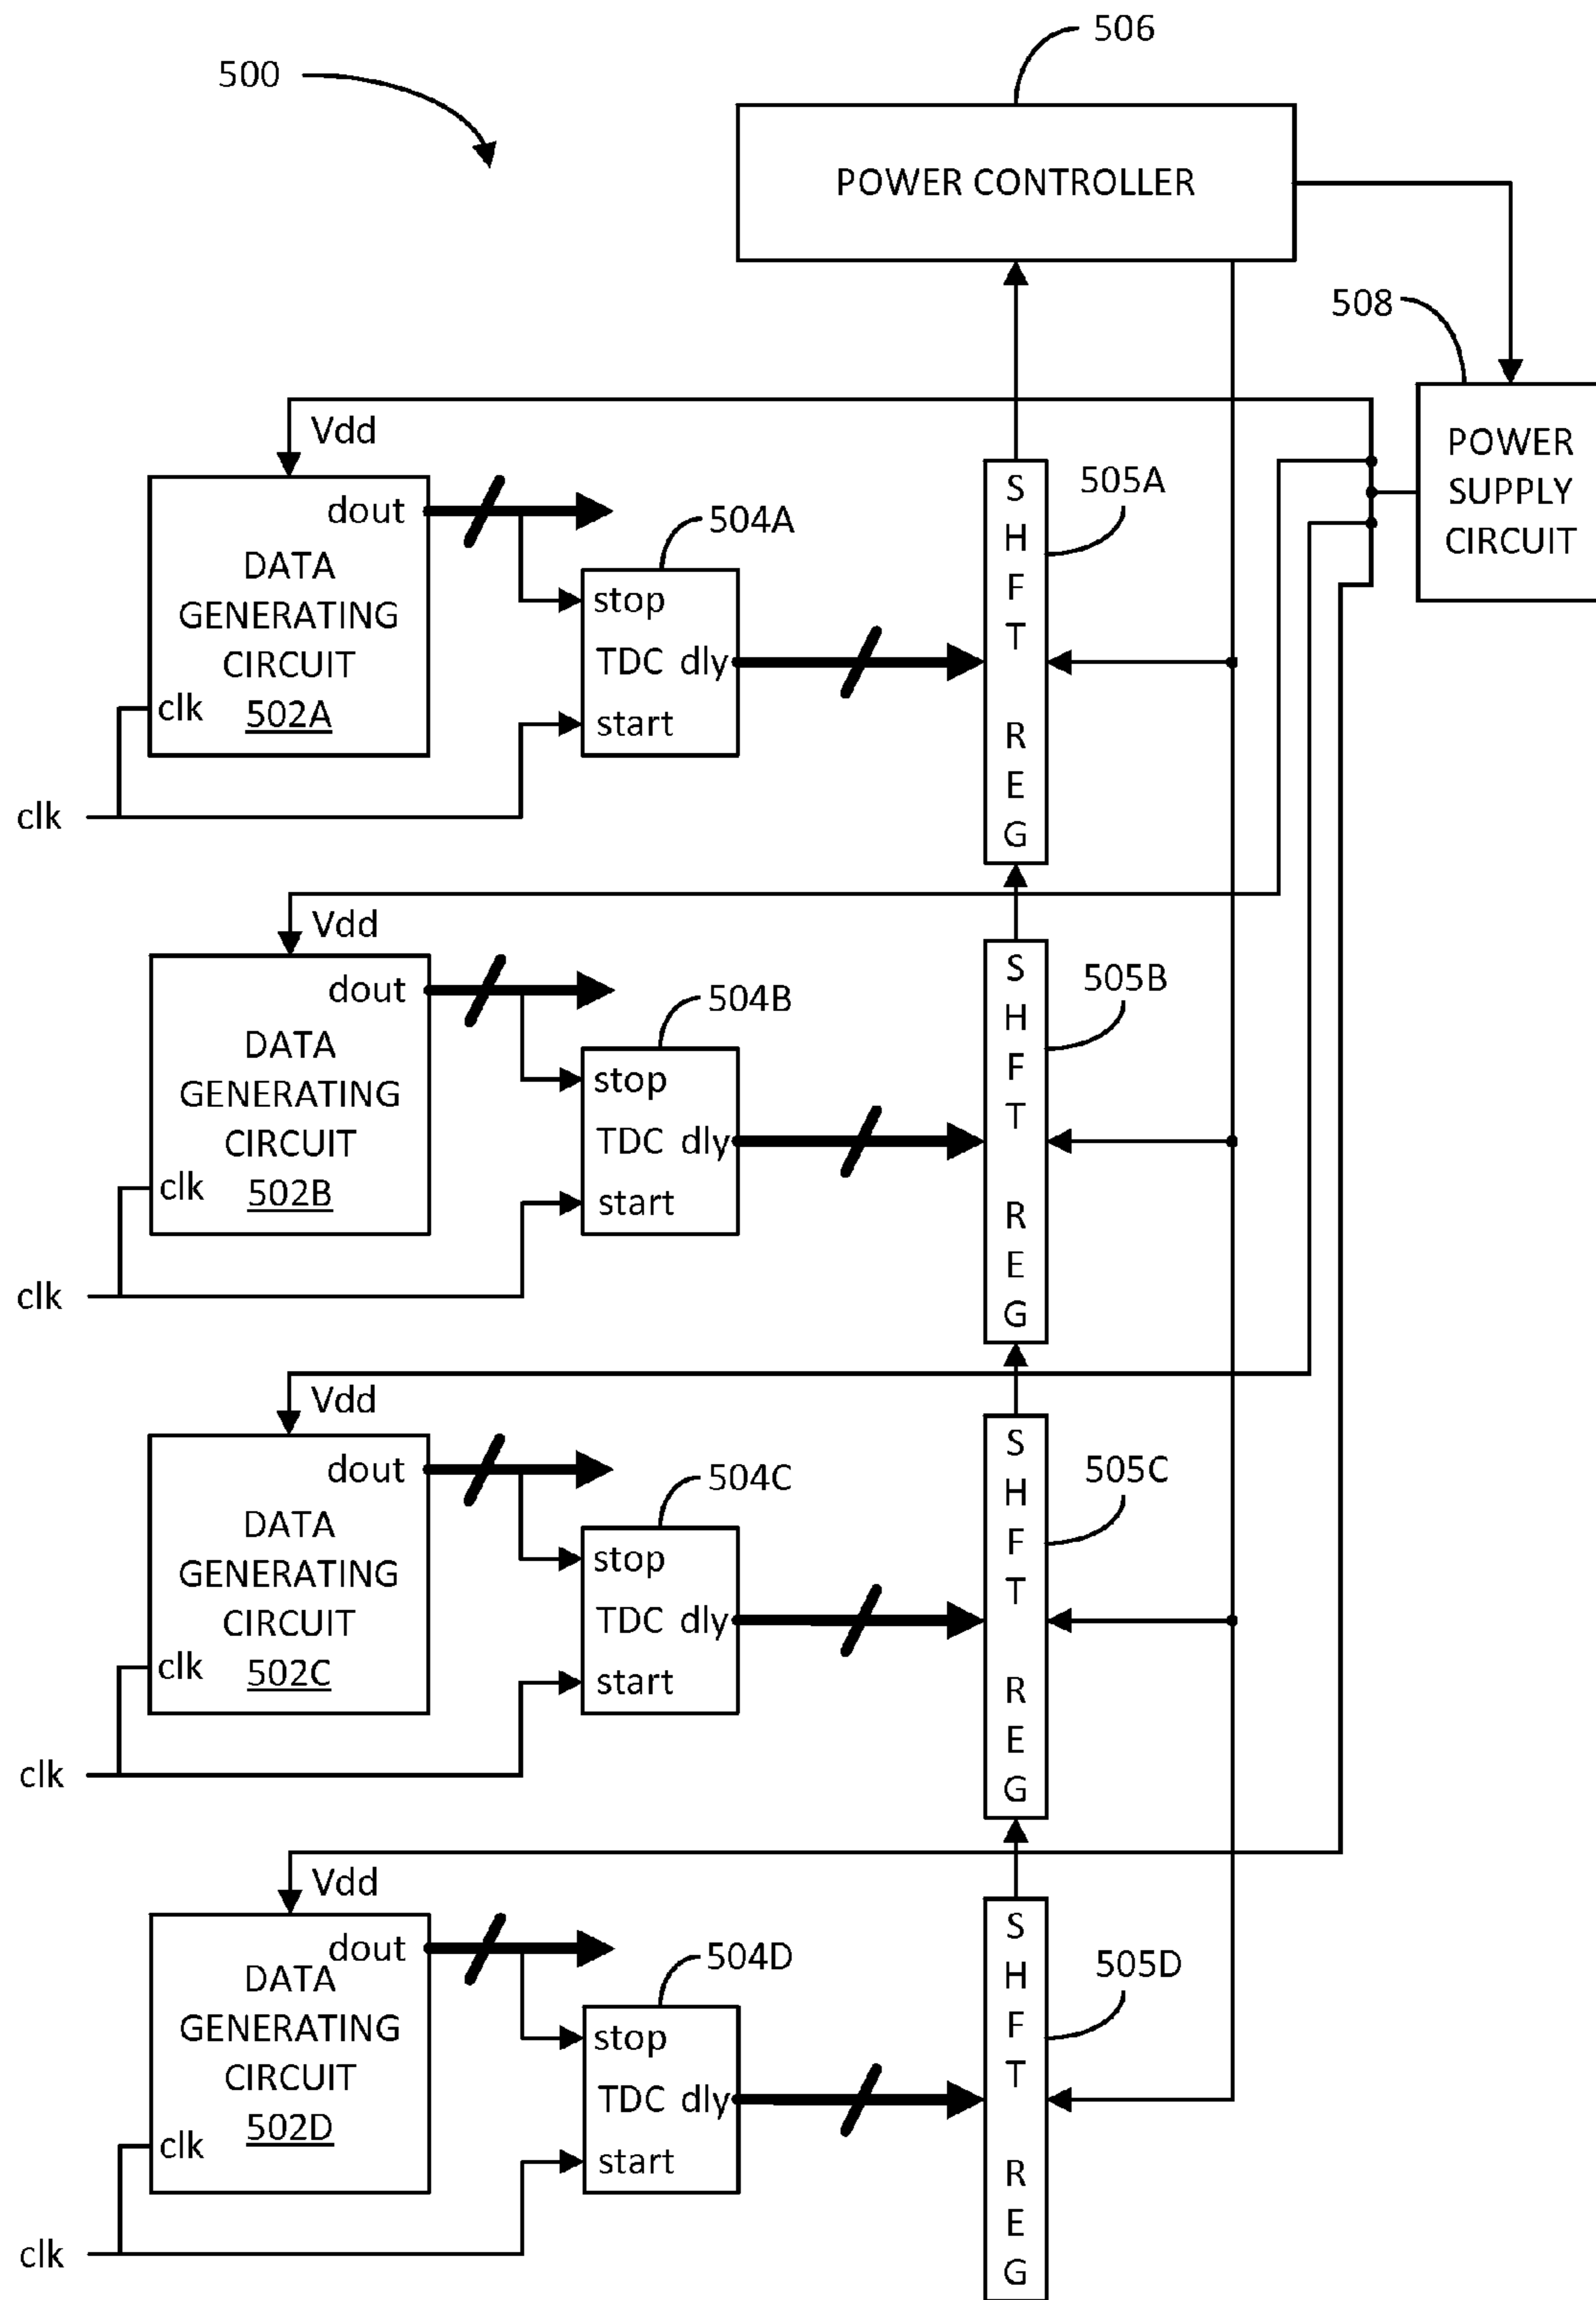 506
500
POWER CONTROLLER
508
POWER
SUPPLY
CIRCUIT
Vdd
dout
DATA
GENERATING
CIRCUIT
502A
clk
clk
504A
stop
TDC dly
start
S
H
F
T
R
E
G
505A
Vdd
dout
DATA
GENERATING
CIRCUIT
502B
clk
clk
504B
stop
TDC dly
start
S
H
F
T
R
E
G
505B
Vdd
dout
DATA
GENERATING
CIRCUIT
502C
clk
clk
504C
stop
TDC dly
start
S
H
F
T
R
E
G
505C
Vdd
dout
DATA
GENERATING
CIRCUIT
502D
clk
clk
504D
stop
TDC dly
start
S
H
F
T
R
E
G
505D